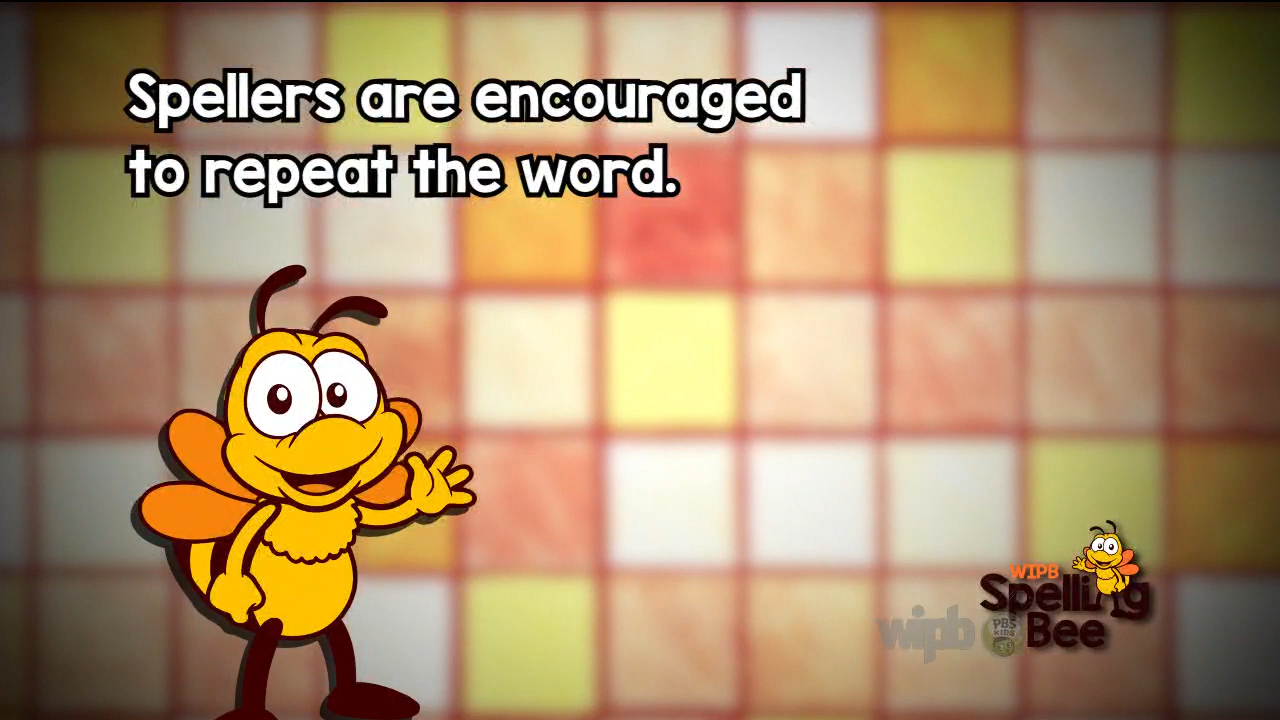 Spellers are encouraged
to repeat the word.
WIPB
Spelling
Bee
wipb
PBS
KIDS